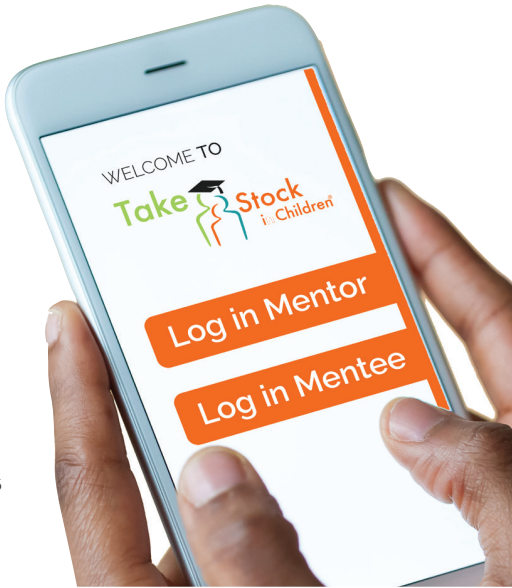 WELCOME TO
Take Stock
in Children®
Log in Mentor
Log in Mentee
s